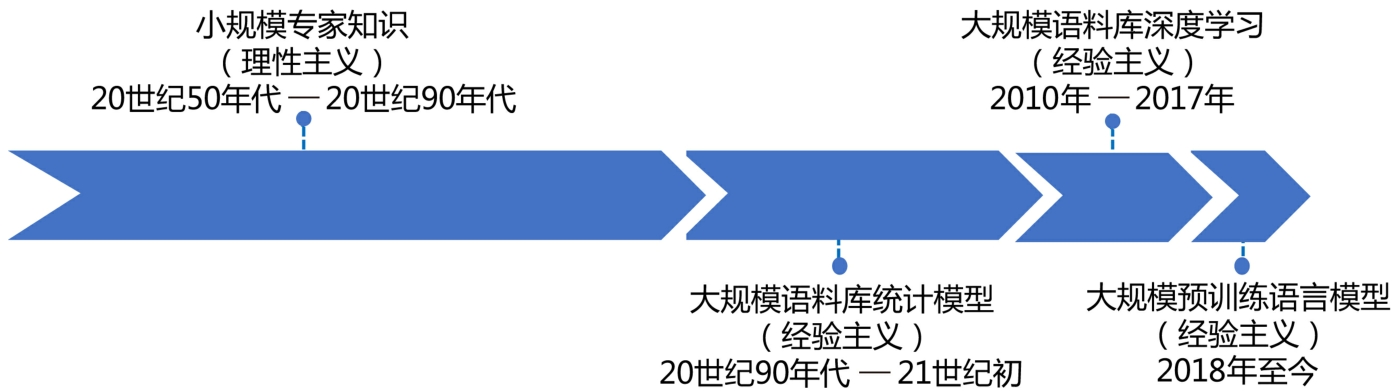 小规模专家知识
（理性主义）
20世纪50年代 — 20世纪90年代
大规模语料库统计模型
（经验主义）
20世纪90年代 — 21世纪初
大规模语料库深度学习
（经验主义）
2010年 — 2017年
大规模预训练语言模型
（经验主义）
2018年至今